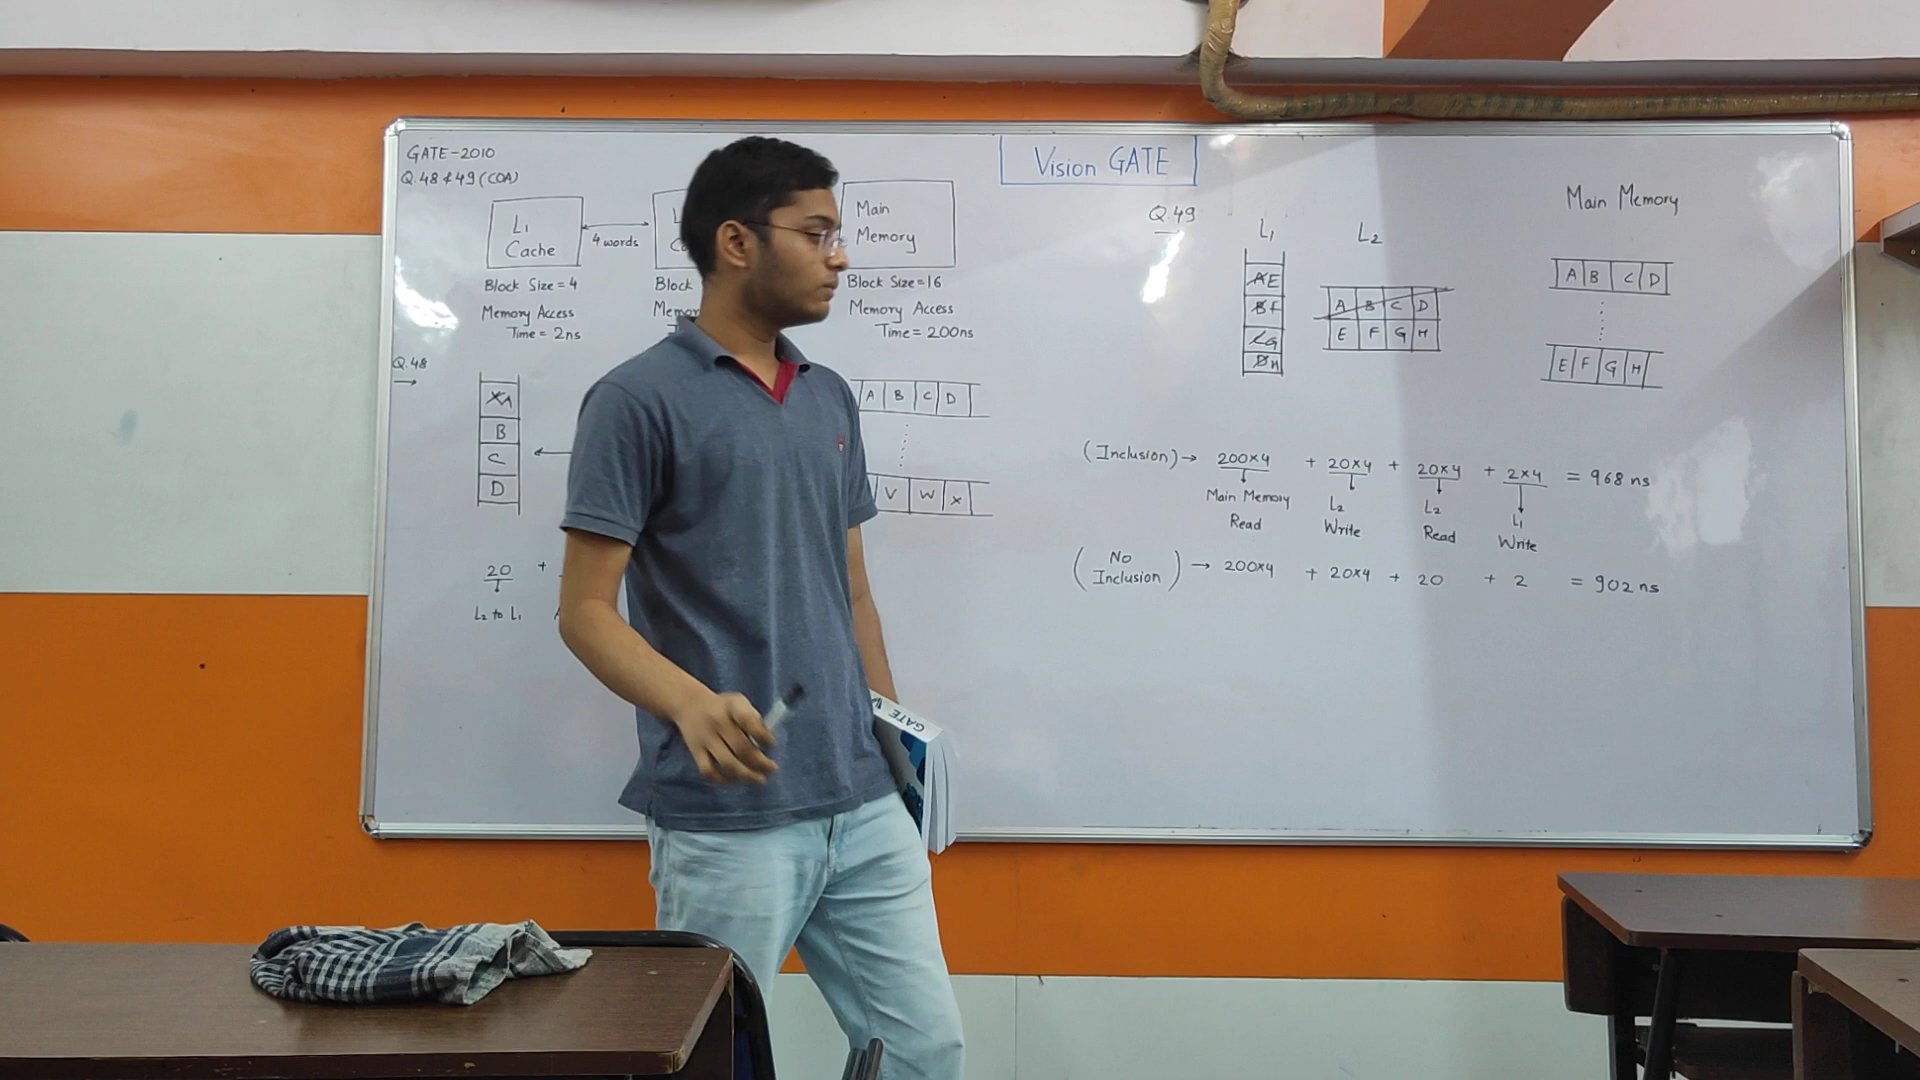 GATE-2010
Q.48 & 49 (COA)
L1
Cache
4 words
Main
Memory
Block Size = 4
Memory Access
Time = 2ns
Block
Block Size = 16
Memory Access
Time = 200ns
Q.48
B
C
D
A B C D
V W X
20 +
L2 to L1
Vision GATE
Q.49
L1
L2
Main Memory
A E
B F
C G
D H
A B C D
E F G H
A B C D
E F G H
(Inclusion) → 200×4 + 20×4 + 20×4 + 2×4 = 968 ns
Main Memory Read
L2 Write
L2 Read
L1 Write
(No Inclusion) → 200×4 + 20×4 + 20 + 2 = 902 ns
GATE